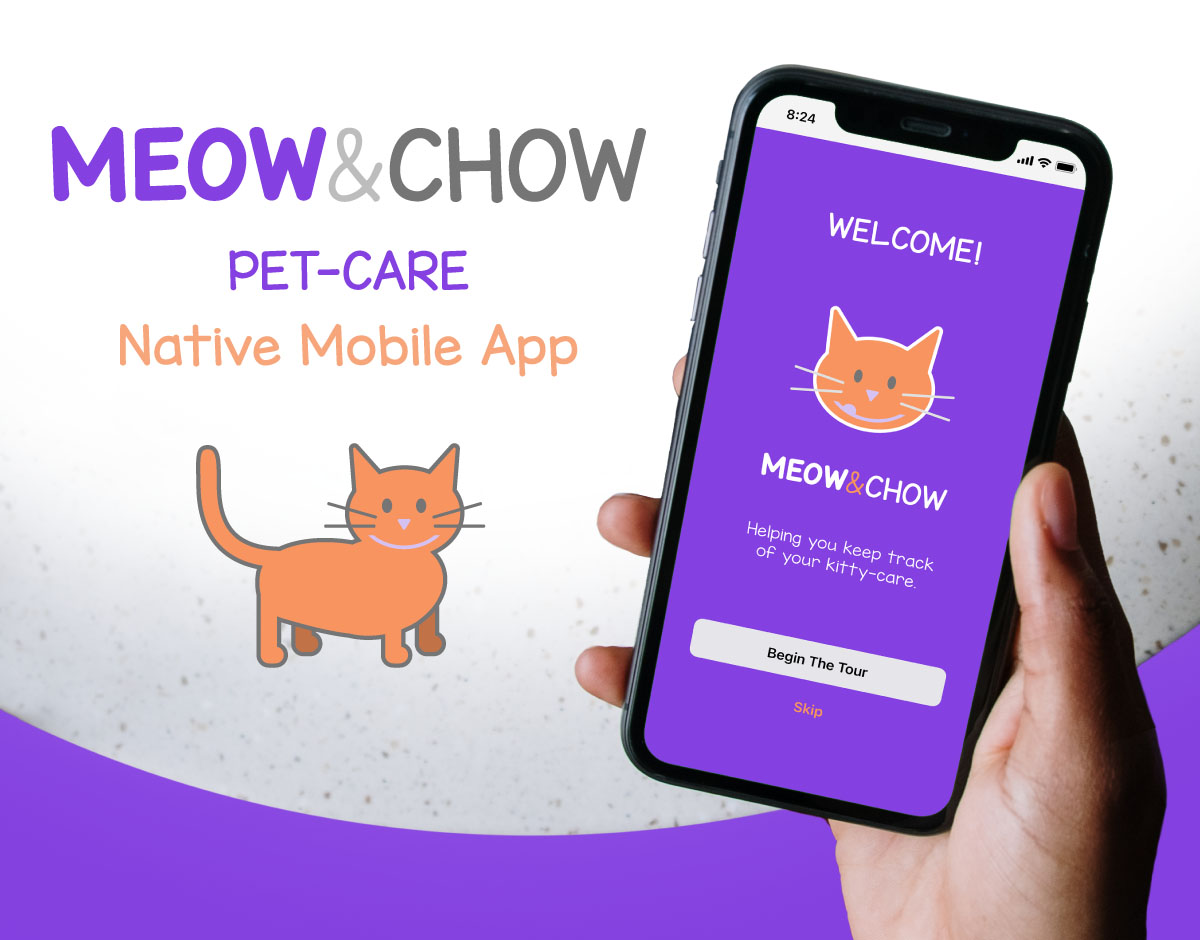 MEOW&CHOW
PET-CARE
Native Mobile App
8:24
WELCOME!
MEOW&CHOW
Helping you keep track
of your kitty-care.
Begin The Tour
Skip